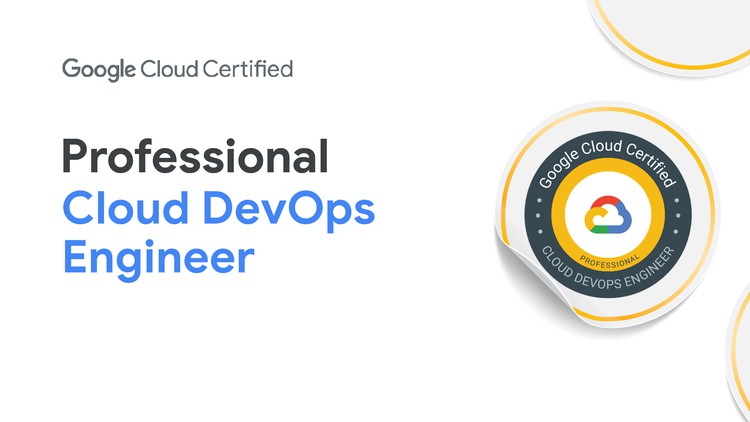 Google Cloud Certified
Professional
Cloud DevOps
Engineer
Google Cloud Certified
PROFESSIONAL
CLOUD DEVOPS ENGINEER